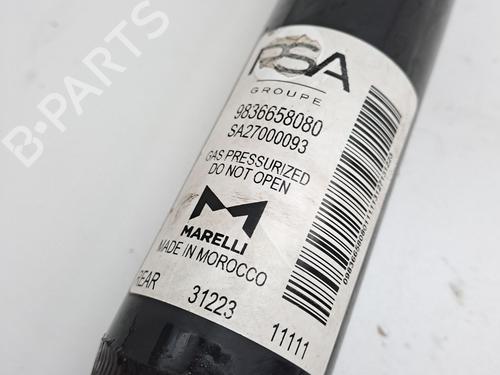 PSA
GROUPE
9836658080
SA27000093
GAS PRESSURIZED
DO NOT OPEN
MARELLI
MADE IN MOROCCO
REAR
31223
11111
B-PARTS